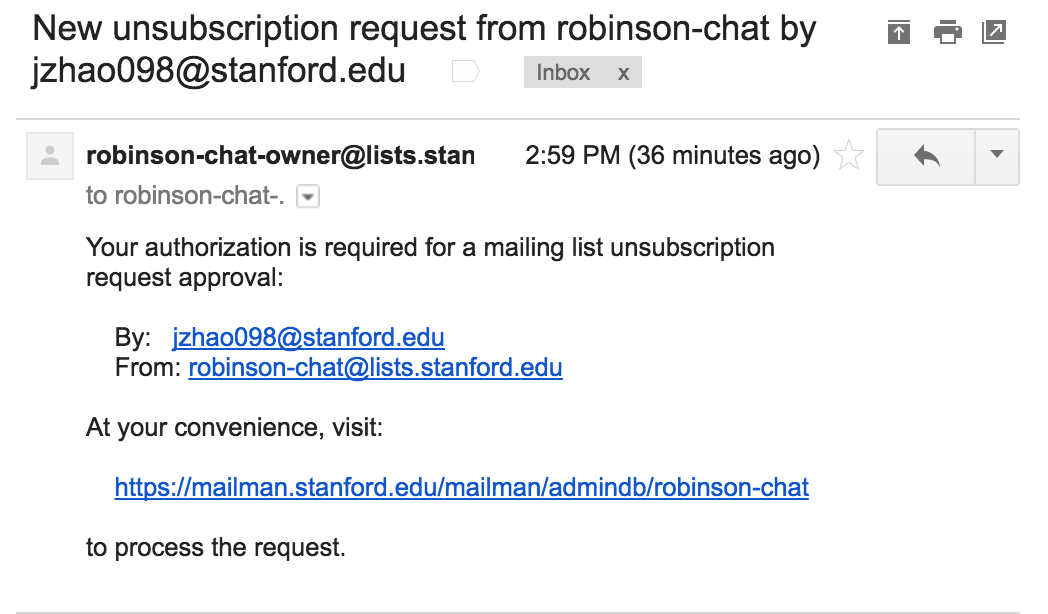 New unsubscription request from robinson-chat by
jzhao098@stanford.edu Inbox x
robinson-chat-owner@lists.stan 2:59 PM (36 minutes ago)
to robinson-chat-.
Your authorization is required for a mailing list unsubscription
request approval:
By: jzhao098@stanford.edu
From: robinson-chat@lists.stanford.edu
At your convenience, visit:
https://mailman.stanford.edu/mailman/admindb/robinson-chat
to process the request.